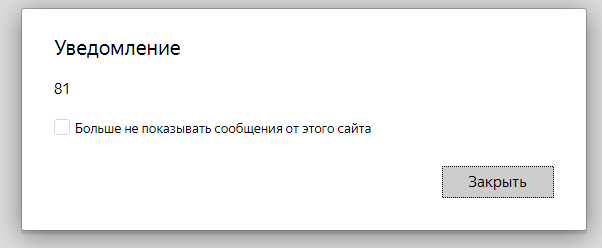 Уведомление
81
Больше не показывать сообщения от этого сайта
Закрыть